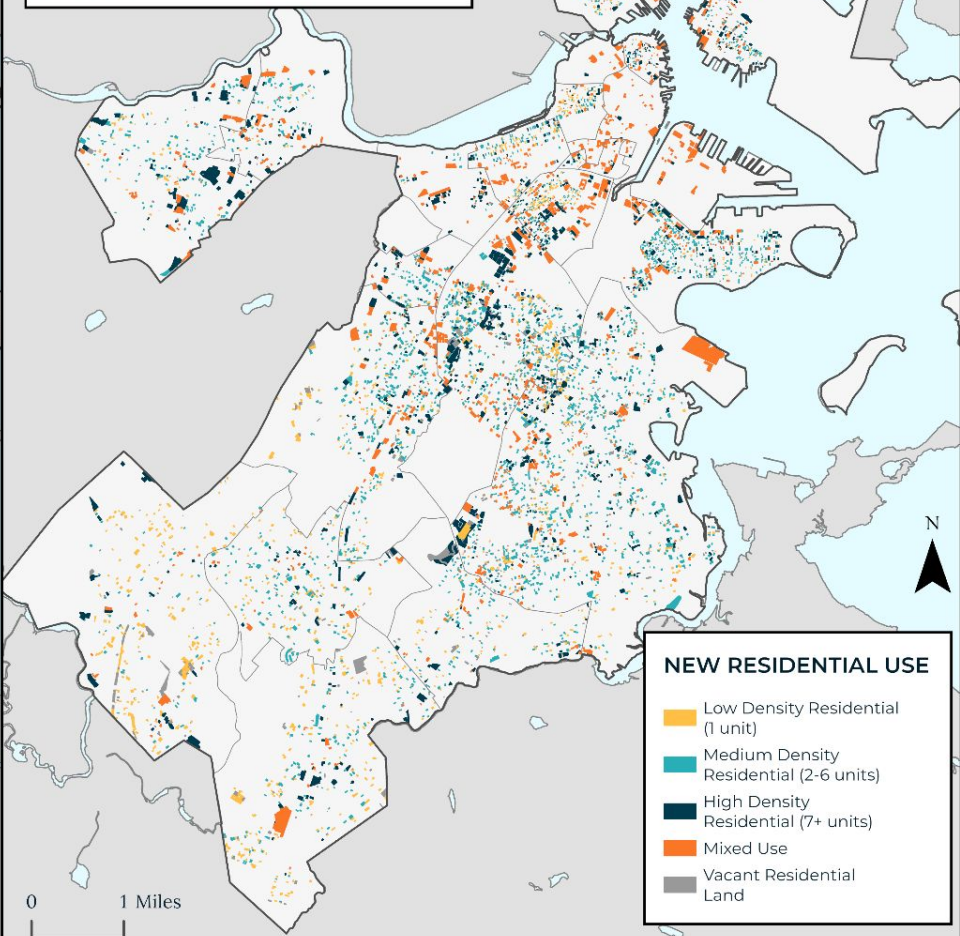 N
NEW RESIDENTIAL USE
Low Density Residential
(1 unit)
Medium Density
Residential (2-6 units)
High Density
Residential (7+ units)
Mixed Use
Vacant Residential
Land
0 1 Miles